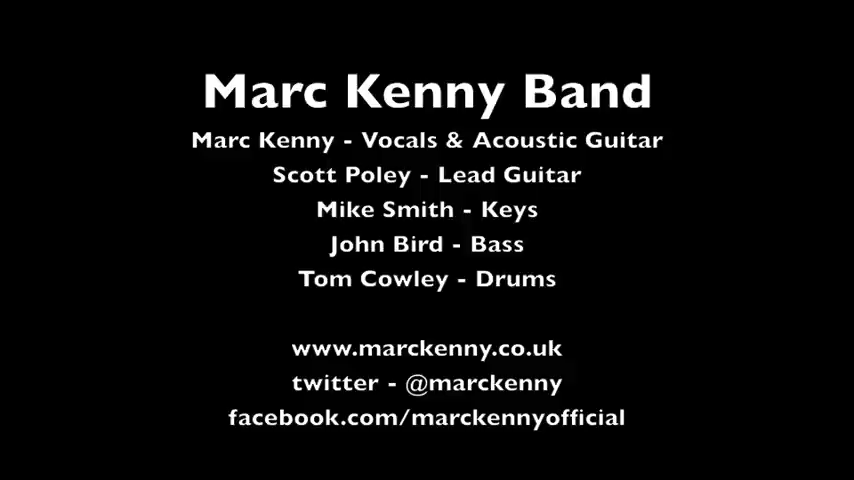 Marc Kenny Band
Marc Kenny - Vocals & Acoustic Guitar
Scott Poley - Lead Guitar
Mike Smith - Keys
John Bird - Bass
Tom Cowley - Drums
www.marckenny.co.uk
twitter - @marckenny
facebook.com/marckennyofficial